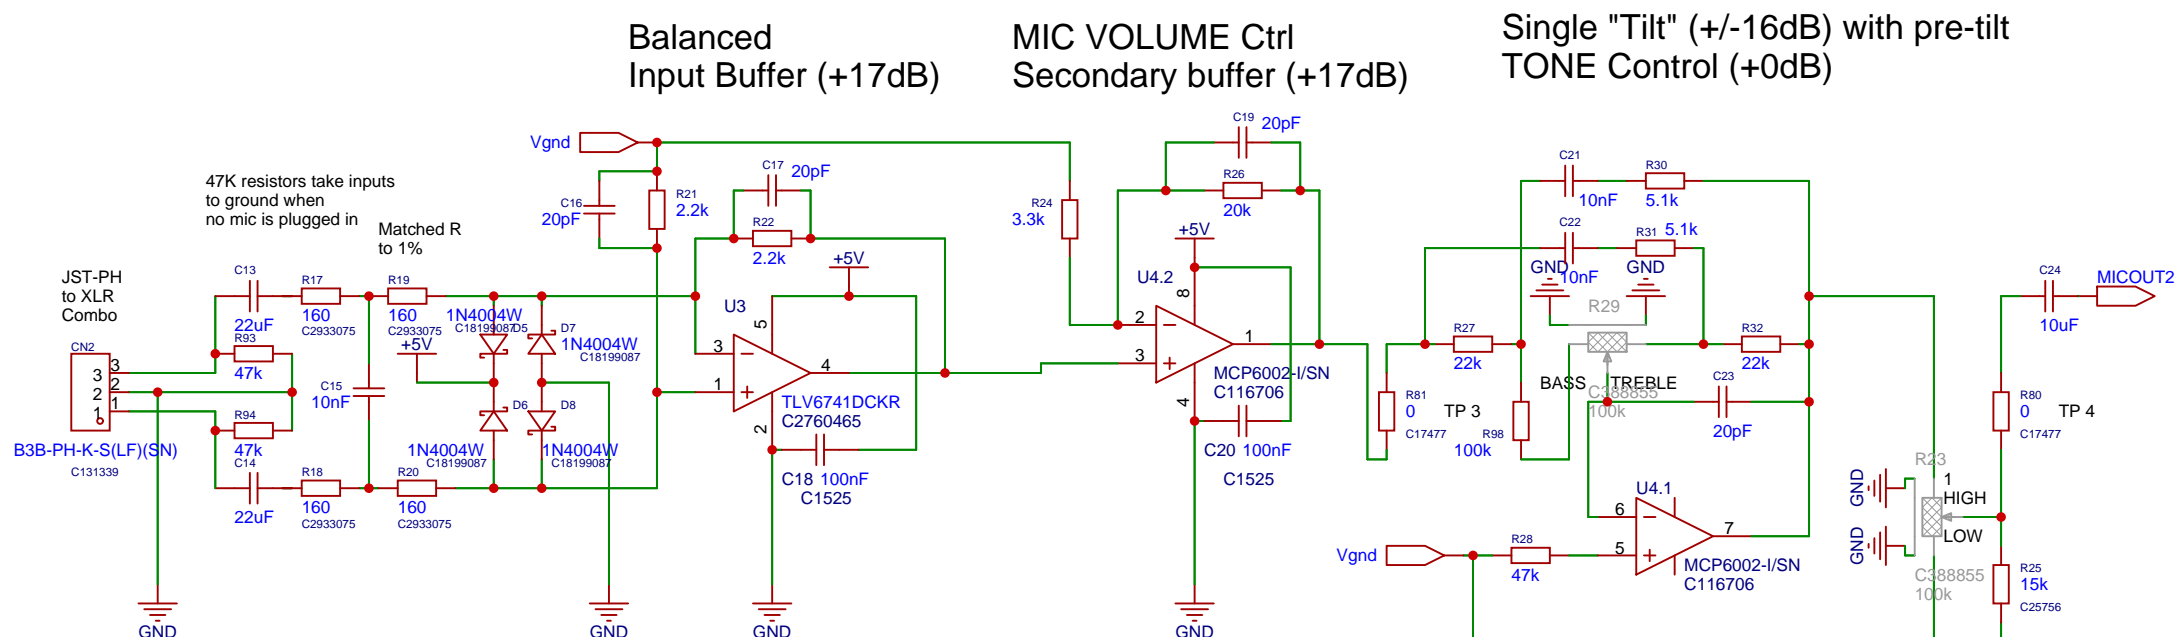 Balanced
Input Buffer (+17dB)
MIC VOLUME Ctrl
Secondary buffer (+17dB)
Single "Tilt" (+/-16dB) with pre-tilt
TONE Control (+0dB)
47K resistors take inputs
to ground when
no mic is plugged in
Matched R
to 1%
JST-PH
to XLR
Combo
CN2
3
2
1
3
2
1
B3B-PH-K-S(LF)(SN)
C131339
C13
22uF
R93
47k
R94
47k
C14
22uF
R17
160
C2933075
R18
160
C2933075
C15
10nF
R19
160
C2933075
R20
160
C2933075
GND
1N4004W
C18199087
D5
+5V
D7
1N4004W
C18199087
D6
1N4004W
C18199087
D8
1N4004W
C18199087
GND
Vgnd
C16
20pF
R21
2.2k
C17
20pF
R22
2.2k
+5V
U3
5
3
1
4
2
TLV6741DCKR
C2760465
C18
100nF
C1525
GND
R24
3.3k
C19
20pF
R26
20k
+5V
U4.2
8
2
3
1
4
MCP6002-I/SN
C116706
C20
100nF
C1525
GND
R81
0
C17477
TP 3
R27
22k
R98
100k
C21
10nF
R30
5.1k
C22
10nF
R31
5.1k
GND
GND
R29
BASS
TREBLE
C388855
100k
R32
22k
C23
20pF
U4.1
6
5
7
MCP6002-I/SN
C116706
Vgnd
R28
47k
C24
10uF
MICOUT2
R80
0
C17477
TP 4
R23
1
HIGH
LOW
GND
GND
C388855
100k
R25
15k
C25756